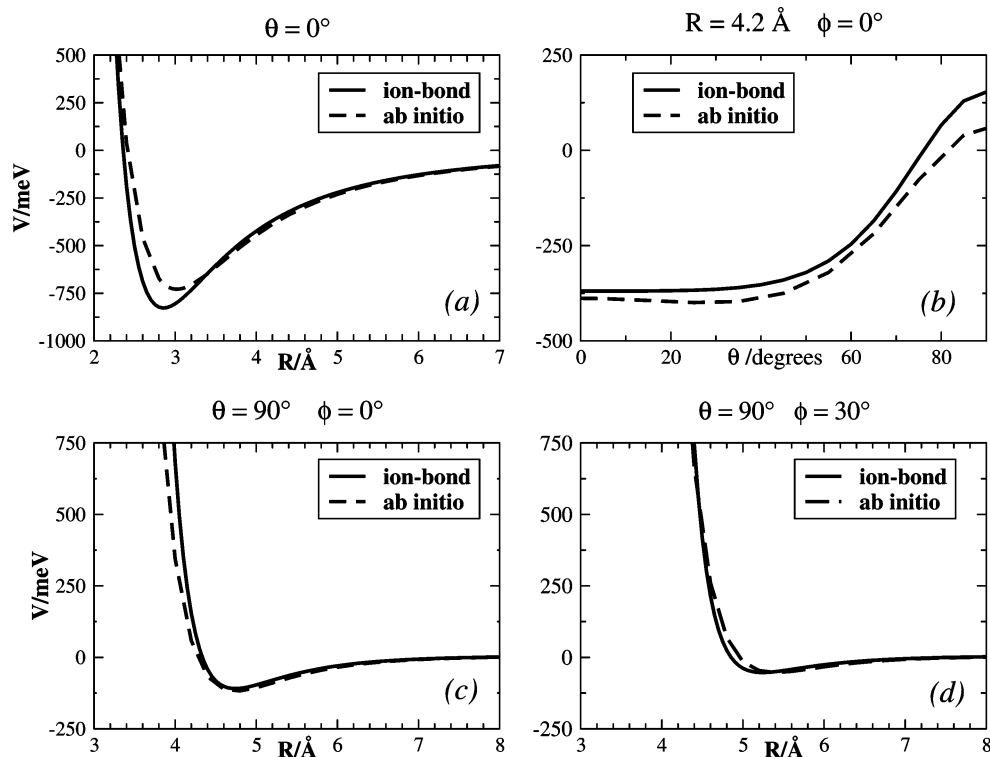 θ = 0°
500
250
0
-250
-500
-750
-1000
V/meV
ion-bond
ab initio
(a)
2 3 4 5 6 7
R/Å
R = 4.2 Å ϕ = 0°
250
0
-250
-500
ion-bond
ab initio
(b)
0 20 40 60 80
θ /degrees
θ = 90° ϕ = 0°
750
500
250
0
-250
V/meV
ion-bond
ab initio
(c)
3 4 5 6 7 8
R/Å
θ = 90° ϕ = 30°
750
500
250
0
-250
ion-bond
ab initio
(d)
3 4 5 6 7 8
R/Å